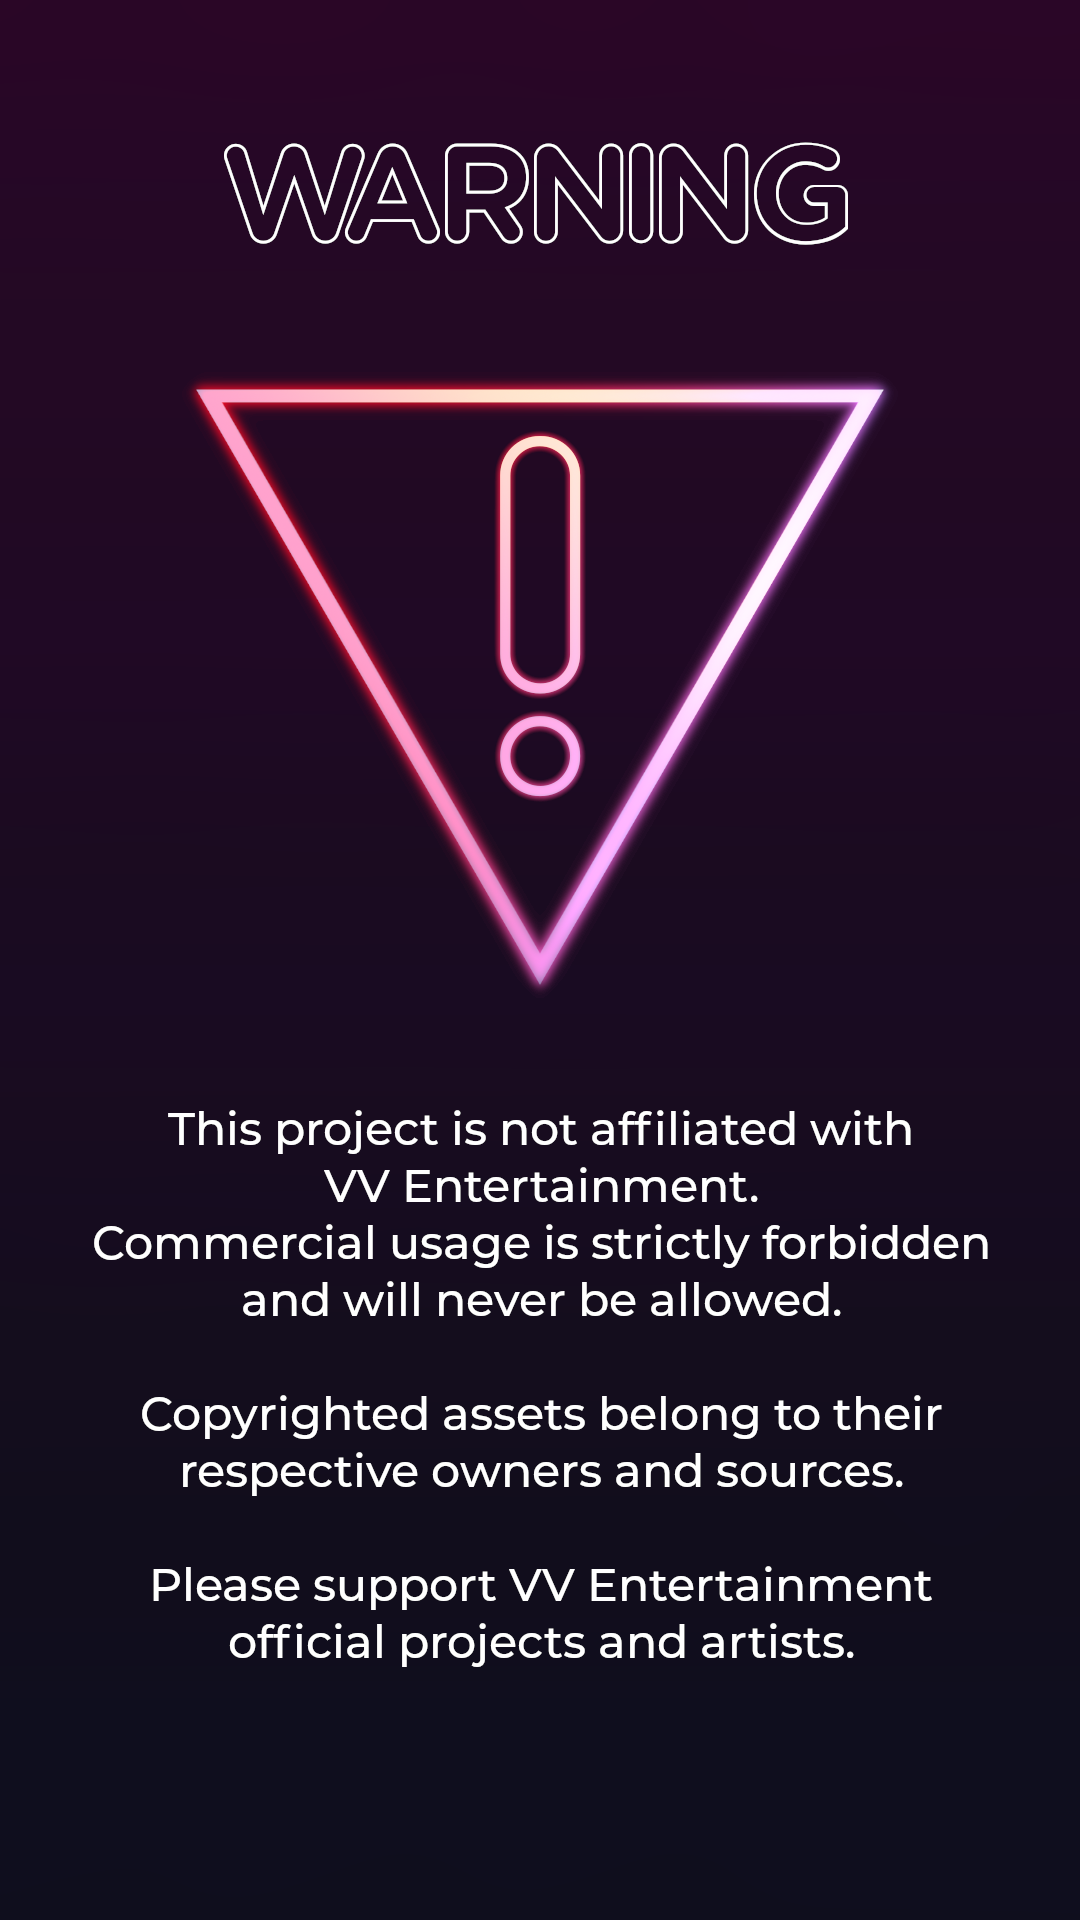 WARNING
This project is not affiliated with
VV Entertainment.
Commercial usage is strictly forbidden
and will never be allowed.
Copyrighted assets belong to their
respective owners and sources.
Please support VV Entertainment
official projects and artists.